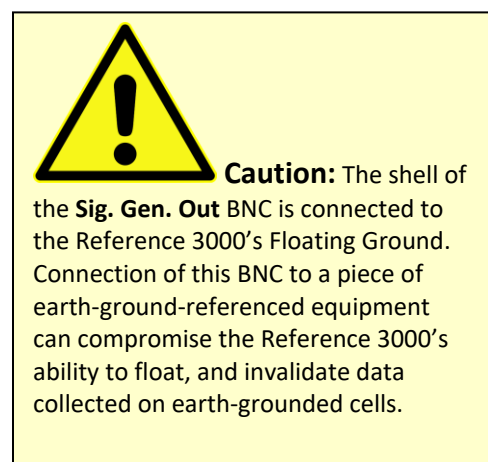 Caution: The shell of
the Sig. Gen. Out BNC is connected to
the Reference 3000’s Floating Ground.
Connection of this BNC to a piece of
earth-ground-referenced equipment
can compromise the Reference 3000’s
ability to float, and invalidate data
collected on earth-grounded cells.